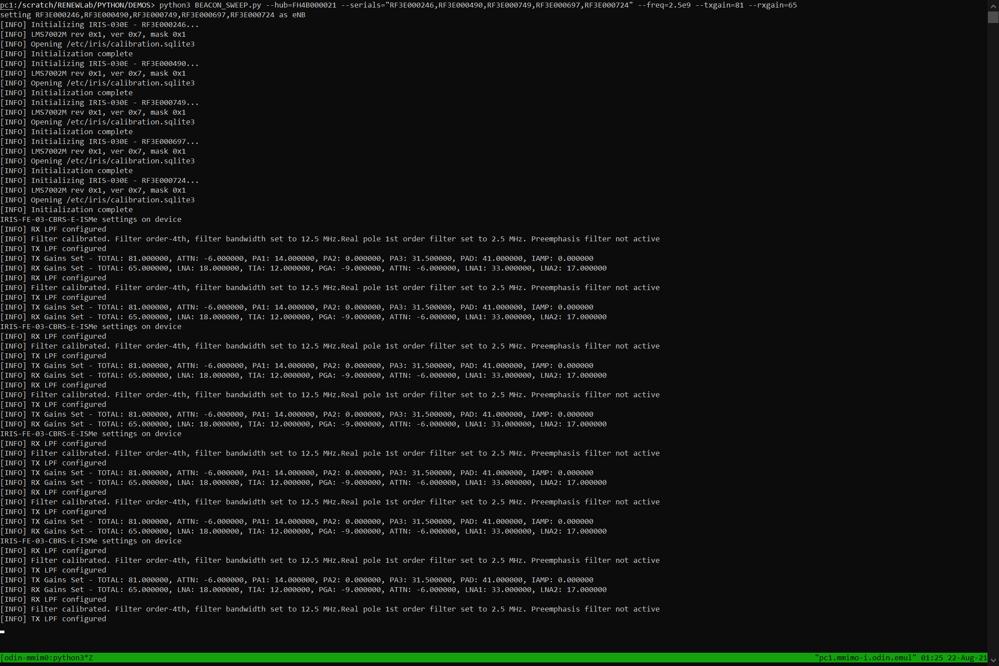 pc1:/scratch/RENEWLab/PYTHON/DEMOS> python3 BEACON_SWEEP.py --hub=FH4B000021 --serials="RF3E000246,RF3E000490,RF3E000749,RF3E000697,RF3E000724" --freq=2.5e9 --txgain=81 --rxgain=65
setting RF3E000246,RF3E000490,RF3E000749,RF3E000697,RF3E000724 as eNB
[INFO] Initializing IRIS-030E - RF3E000246...
[INFO] LMS7002M rev 0x1, ver 0x7, mask 0x1
[INFO] Opening /etc/iris/calibration.sqlite3
[INFO] Initialization complete
[INFO] Initializing IRIS-030E - RF3E000490...
[INFO] LMS7002M rev 0x1, ver 0x7, mask 0x1
[INFO] Opening /etc/iris/calibration.sqlite3
[INFO] Initialization complete
[INFO] Initializing IRIS-030E - RF3E000749...
[INFO] LMS7002M rev 0x1, ver 0x7, mask 0x1
[INFO] Opening /etc/iris/calibration.sqlite3
[INFO] Initialization complete
[INFO] Initializing IRIS-030E - RF3E000697...
[INFO] LMS7002M rev 0x1, ver 0x7, mask 0x1
[INFO] Opening /etc/iris/calibration.sqlite3
[INFO] Initialization complete
[INFO] Initializing IRIS-030E - RF3E000724...
[INFO] LMS7002M rev 0x1, ver 0x7, mask 0x1
[INFO] Opening /etc/iris/calibration.sqlite3
[INFO] Initialization complete
IRIS-FE-03-CBRS-E-ISMe settings on device
[INFO] RX LPF configured
[INFO] Filter calibrated. Filter order-4th, filter bandwidth set to 12.5 MHz.Real pole 1st order filter set to 2.5 MHz. Preemphasis filter not active
[INFO] TX LPF configured
[INFO] TX Gains Set - TOTAL: 81.000000, ATTN: -6.000000, PA1: 14.000000, PA2: 0.000000, PA3: 31.500000, PAD: 41.000000, IAMP: 0.000000
[INFO] RX Gains Set - TOTAL: 65.000000, LNA: 18.000000, TIA: 12.000000, PGA: -9.000000, ATTN: -6.000000, LNA1: 33.000000, LNA2: 17.000000
[INFO] RX LPF configured
[INFO] Filter calibrated. Filter order-4th, filter bandwidth set to 12.5 MHz.Real pole 1st order filter set to 2.5 MHz. Preemphasis filter not active
[INFO] TX LPF configured
[INFO] TX Gains Set - TOTAL: 81.000000, ATTN: -6.000000, PA1: 14.000000, PA2: 0.000000, PA3: 31.500000, PAD: 41.000000, IAMP: 0.000000
[INFO] RX Gains Set - TOTAL: 65.000000, LNA: 18.000000, TIA: 12.000000, PGA: -9.000000, ATTN: -6.000000, LNA1: 33.000000, LNA2: 17.000000
IRIS-FE-03-CBRS-E-ISMe settings on device
[INFO] RX LPF configured
[INFO] Filter calibrated. Filter order-4th, filter bandwidth set to 12.5 MHz.Real pole 1st order filter set to 2.5 MHz. Preemphasis filter not active
[INFO] TX LPF configured
[INFO] TX Gains Set - TOTAL: 81.000000, ATTN: -6.000000, PA1: 14.000000, PA2: 0.000000, PA3: 31.500000, PAD: 41.000000, IAMP: 0.000000
[INFO] RX Gains Set - TOTAL: 65.000000, LNA: 18.000000, TIA: 12.000000, PGA: -9.000000, ATTN: -6.000000, LNA1: 33.000000, LNA2: 17.000000
[INFO] RX LPF configured
[INFO] Filter calibrated. Filter order-4th, filter bandwidth set to 12.5 MHz.Real pole 1st order filter set to 2.5 MHz. Preemphasis filter not active
[INFO] TX LPF configured
[INFO] TX Gains Set - TOTAL: 81.000000, ATTN: -6.000000, PA1: 14.000000, PA2: 0.000000, PA3: 31.500000, PAD: 41.000000, IAMP: 0.000000
[INFO] RX Gains Set - TOTAL: 65.000000, LNA: 18.000000, TIA: 12.000000, PGA: -9.000000, ATTN: -6.000000, LNA1: 33.000000, LNA2: 17.000000
IRIS-FE-03-CBRS-E-ISMe settings on device
[INFO] RX LPF configured
[INFO] Filter calibrated. Filter order-4th, filter bandwidth set to 12.5 MHz.Real pole 1st order filter set to 2.5 MHz. Preemphasis filter not active
[INFO] TX LPF configured
[INFO] TX Gains Set - TOTAL: 81.000000, ATTN: -6.000000, PA1: 14.000000, PA2: 0.000000, PA3: 31.500000, PAD: 41.000000, IAMP: 0.000000
[INFO] RX Gains Set - TOTAL: 65.000000, LNA: 18.000000, TIA: 12.000000, PGA: -9.000000, ATTN: -6.000000, LNA1: 33.000000, LNA2: 17.000000
[INFO] RX LPF configured
[INFO] Filter calibrated. Filter order-4th, filter bandwidth set to 12.5 MHz.Real pole 1st order filter set to 2.5 MHz. Preemphasis filter not active
[INFO] TX LPF configured
[INFO] TX Gains Set - TOTAL: 81.000000, ATTN: -6.000000, PA1: 14.000000, PA2: 0.000000, PA3: 31.500000, PAD: 41.000000, IAMP: 0.000000
[INFO] RX Gains Set - TOTAL: 65.000000, LNA: 18.000000, TIA: 12.000000, PGA: -9.000000, ATTN: -6.000000, LNA1: 33.000000, LNA2: 17.000000
IRIS-FE-03-CBRS-E-ISMe settings on device
[INFO] RX LPF configured
[INFO] Filter calibrated. Filter order-4th, filter bandwidth set to 12.5 MHz.Real pole 1st order filter set to 2.5 MHz. Preemphasis filter not active
[INFO] TX LPF configured
[INFO] TX Gains Set - TOTAL: 81.000000, ATTN: -6.000000, PA1: 14.000000, PA2: 0.000000, PA3: 31.500000, PAD: 41.000000, IAMP: 0.000000
[INFO] RX Gains Set - TOTAL: 65.000000, LNA: 18.000000, TIA: 12.000000, PGA: -9.000000, ATTN: -6.000000, LNA1: 33.000000, LNA2: 17.000000
[INFO] RX LPF configured
[INFO] Filter calibrated. Filter order-4th, filter bandwidth set to 12.5 MHz.Real pole 1st order filter set to 2.5 MHz. Preemphasis filter not active
[INFO] TX LPF configured
[odin-mmim0:python3*Z "pc1.mmimo-i.odin.emul" 01:25 22-Aug-21